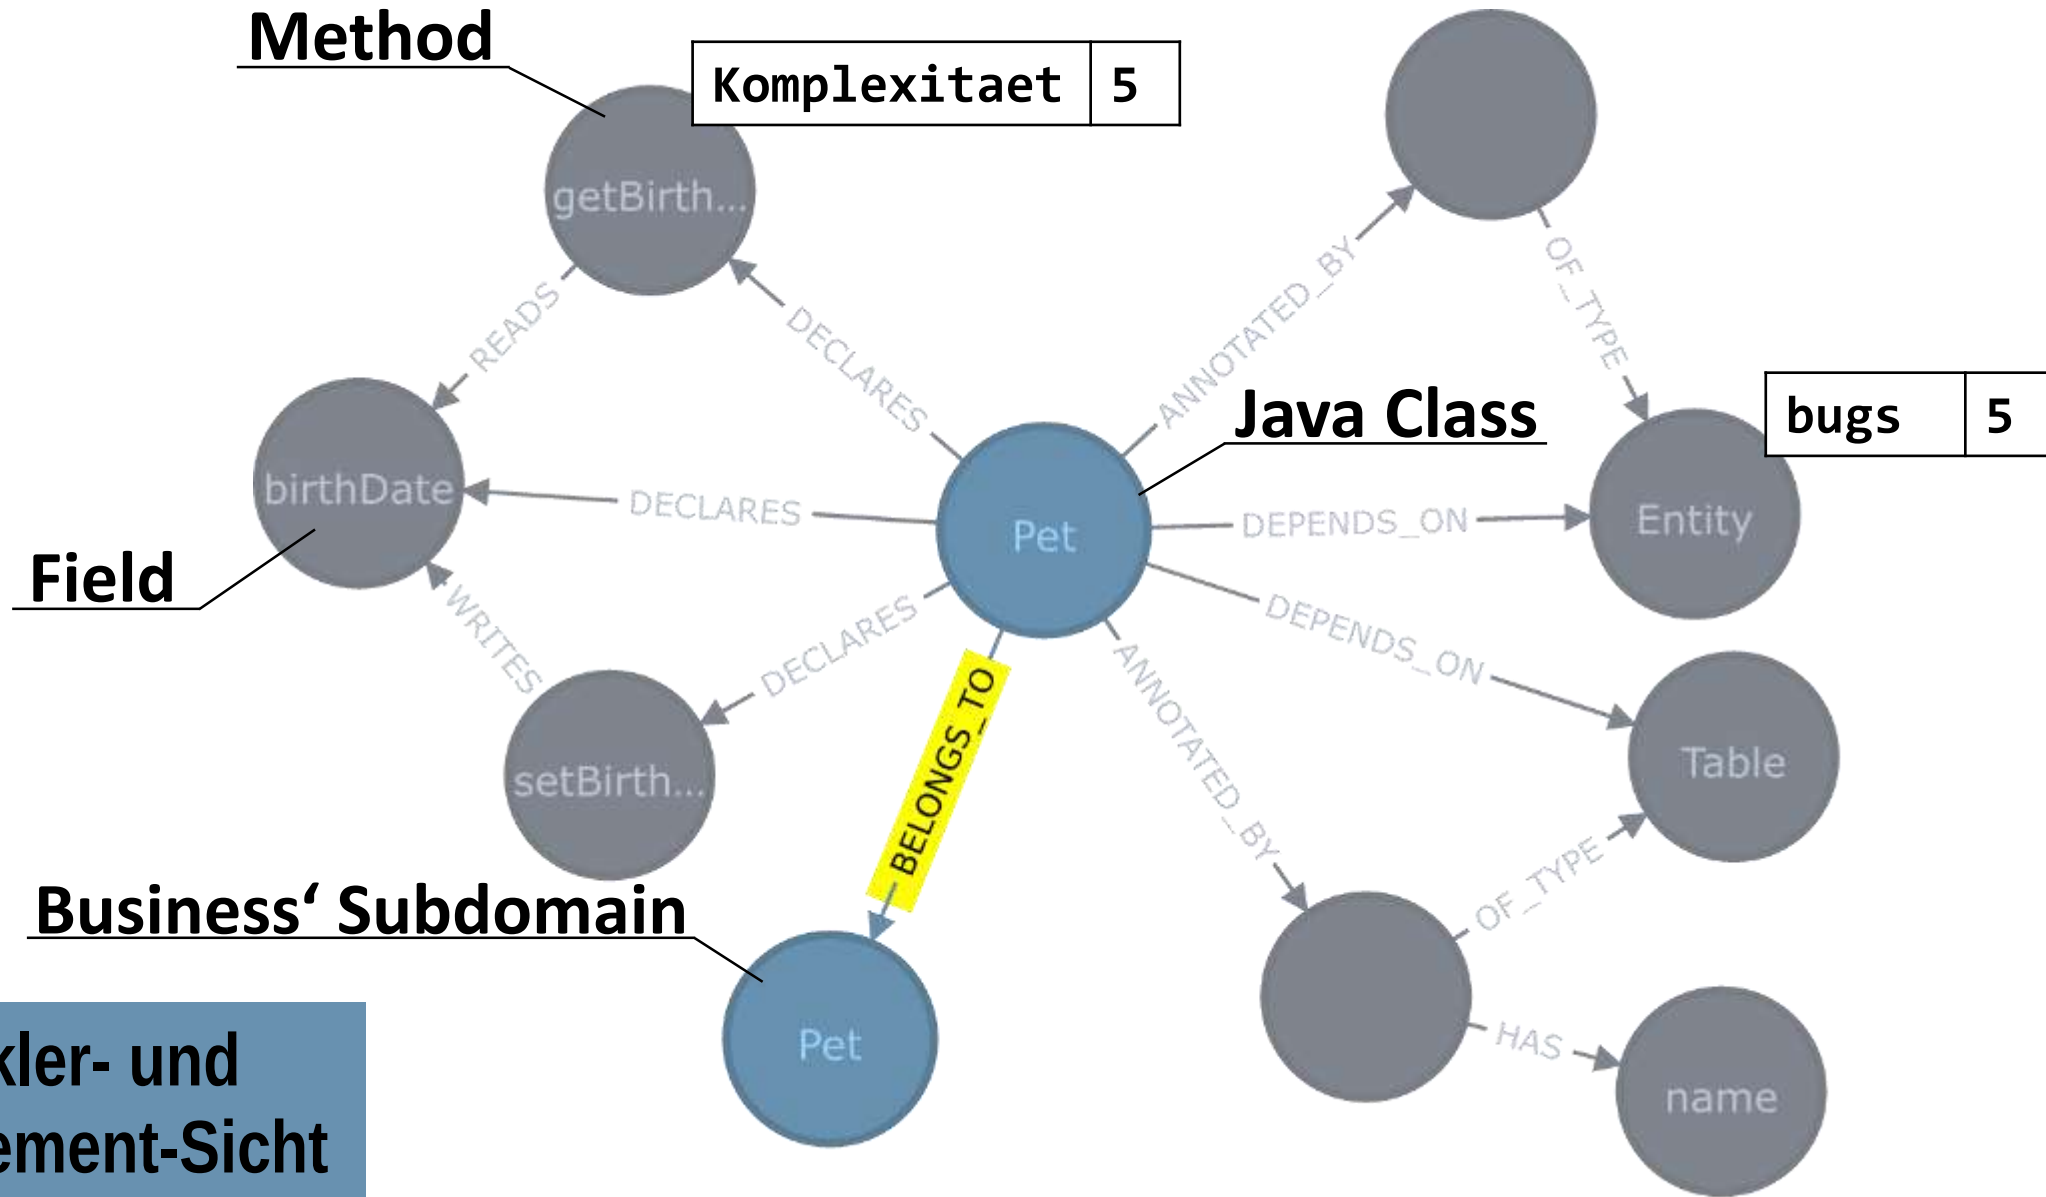 Method
Komplexitaet 5
getBirth...
READS
DECLARES
ANNOTATED_BY
OF_TYPE
Java Class
bugs 5
birthDate
DECLARES
Pet
DEPENDS_ON
Entity
Field
WRITES
DECLARES
DEPENDS_ON
setBirth...
BELONGS_TO
ANNOTATED_BY
Table
OF_TYPE
Business‘ Subdomain
Pet
HAS
name
kler- und
ement-Sicht